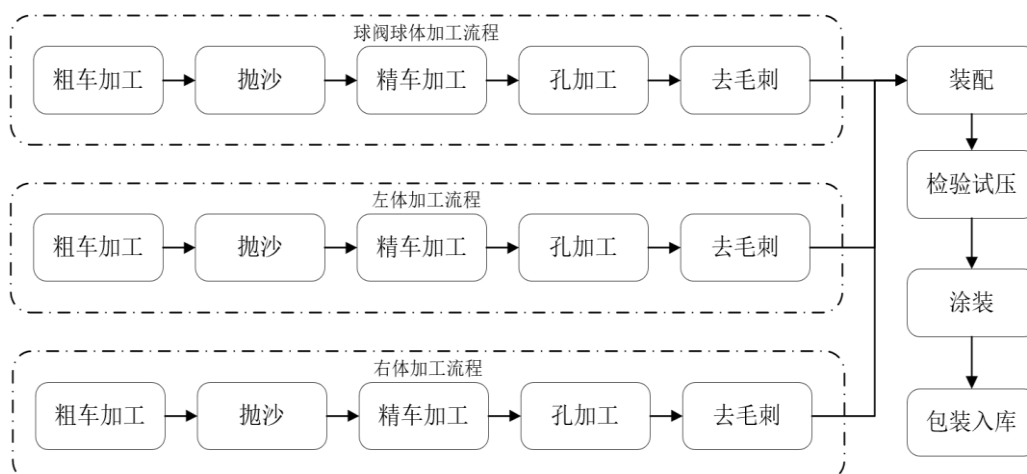 球阀球体加工流程
粗车加工
抛沙
精车加工
孔加工
去毛刺
装配
检验试压
左体加工流程
粗车加工
抛沙
精车加工
孔加工
去毛刺
涂装
右体加工流程
粗车加工
抛沙
精车加工
孔加工
去毛刺
包装入库